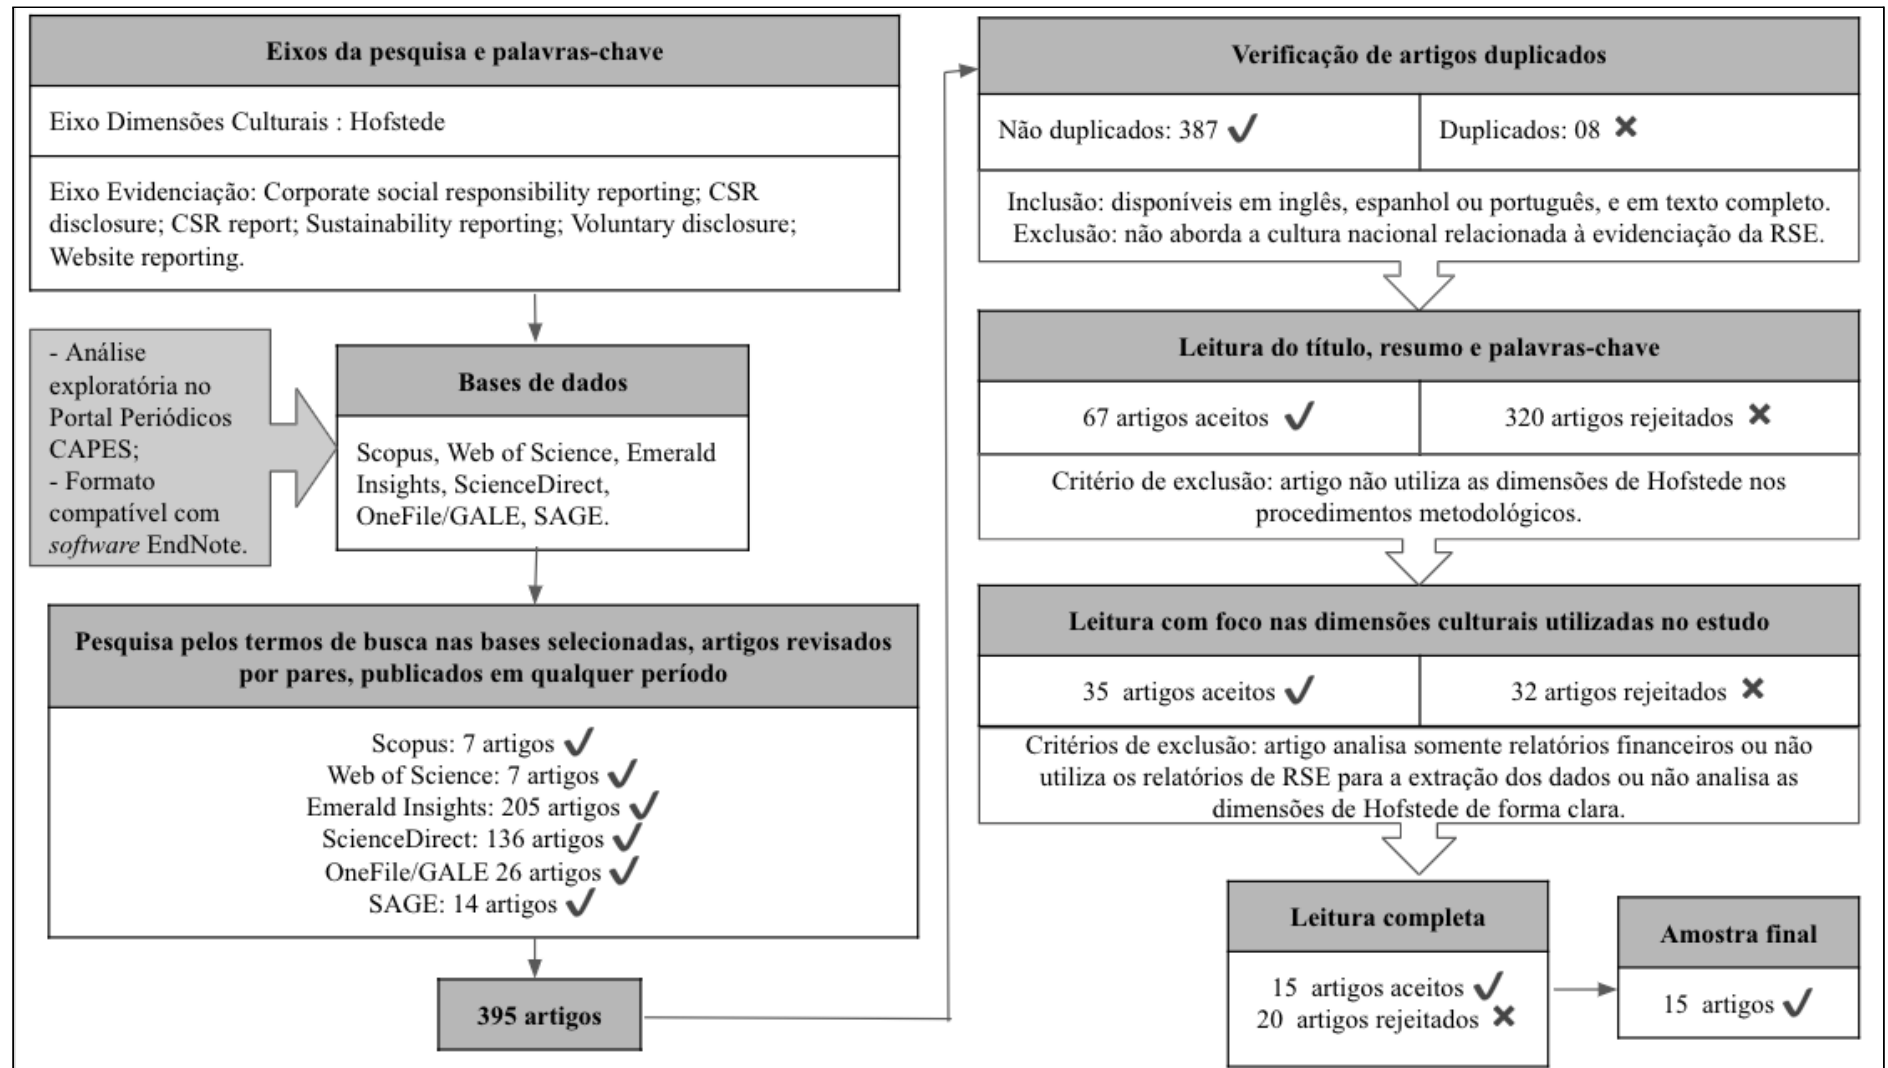 Eixos da pesquisa e palavras-chave
Eixo Dimensões Culturais : Hofstede
Eixo Evidenciação: Corporate social responsibility reporting; CSR
disclosure; CSR report; Sustainability reporting; Voluntary disclosure;
Website reporting.
- Análise
exploratória no
Portal Periódicos
CAPES;
- Formato
compatível com
software EndNote.
Bases de dados
Scopus, Web of Science, Emerald
Insights, ScienceDirect,
OneFile/GALE, SAGE.
Pesquisa pelos termos de busca nas bases selecionadas, artigos revisados
por pares, publicados em qualquer período
Scopus: 7 artigos ✓
Web of Science: 7 artigos ✓
Emerald Insights: 205 artigos ✓
ScienceDirect: 136 artigos ✓
OneFile/GALE 26 artigos ✓
SAGE: 14 artigos ✓
395 artigos
Verificação de artigos duplicados
Não duplicados: 387 ✓
Duplicados: 08 ✖
Inclusão: disponíveis em inglês, espanhol ou português, e em texto completo.
Exclusão: não aborda a cultura nacional relacionada à evidenciação da RSE.
Leitura do título, resumo e palavras-chave
67 artigos aceitos ✓
320 artigos rejeitados ✖
Critério de exclusão: artigo não utiliza as dimensões de Hofstede nos
procedimentos metodológicos.
Leitura com foco nas dimensões culturais utilizadas no estudo
35 artigos aceitos ✓
32 artigos rejeitados ✖
Critérios de exclusão: artigo analisa somente relatórios financeiros ou não
utiliza os relatórios de RSE para a extração dos dados ou não analisa as
dimensões de Hofstede de forma clara.
Leitura completa
15 artigos aceitos ✓
20 artigos rejeitados ✖
Amostra final
15 artigos ✓